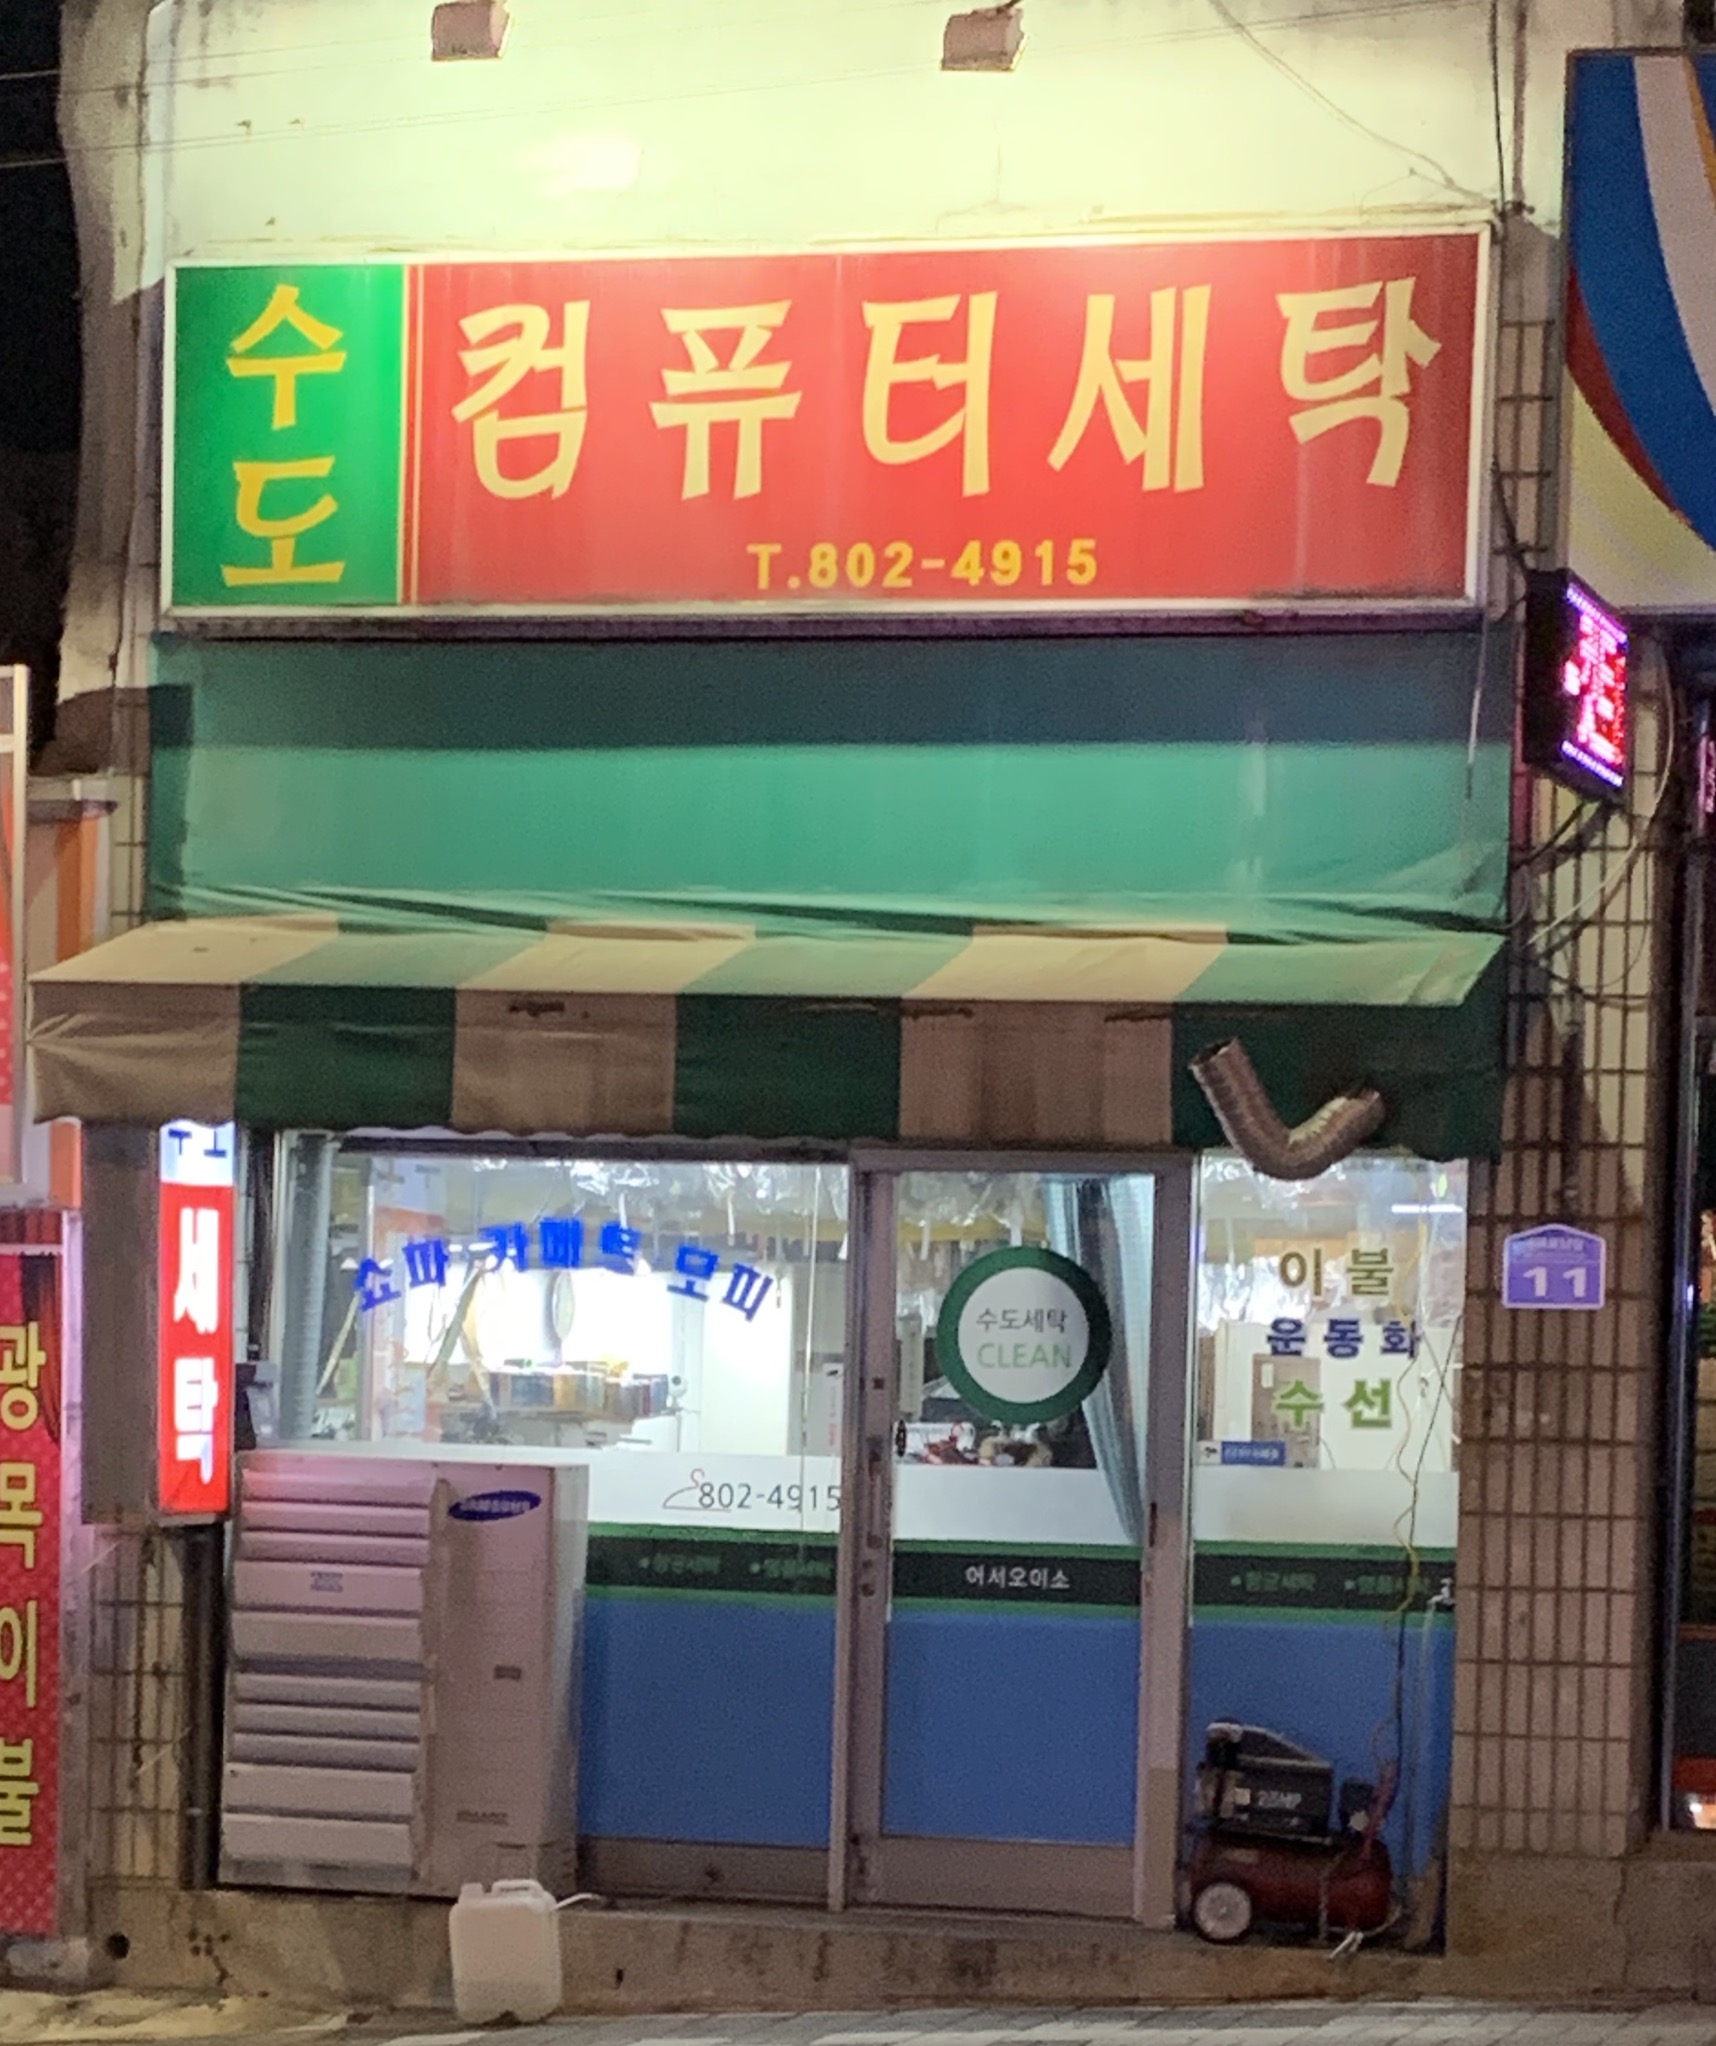 수도
컴퓨터세탁
T.802-4915
세탁
쇼파 카페트 모피
수도세탁
CLEAN
이불
운동화
수선
11
802-4915
SAMSUNG
어서오이소
광목이불